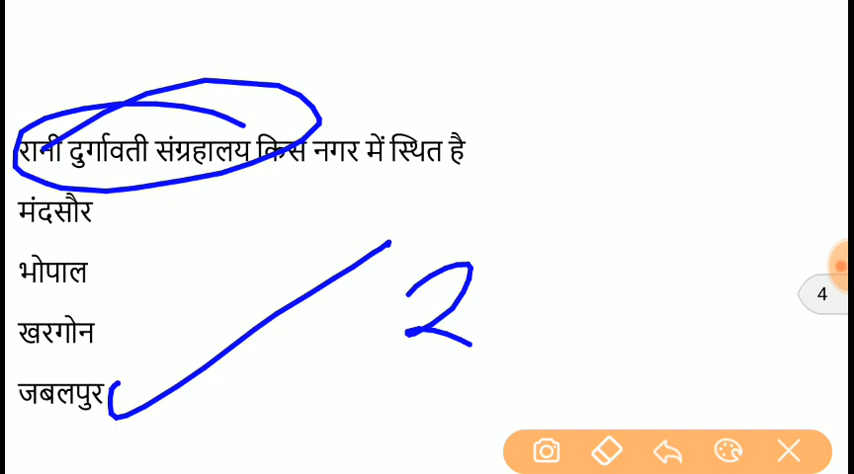 रानी दुर्गावती संग्रहालय किस नगर में स्थित है
मंदसौर
भोपाल
2
4
खरगोन
जबलपुर